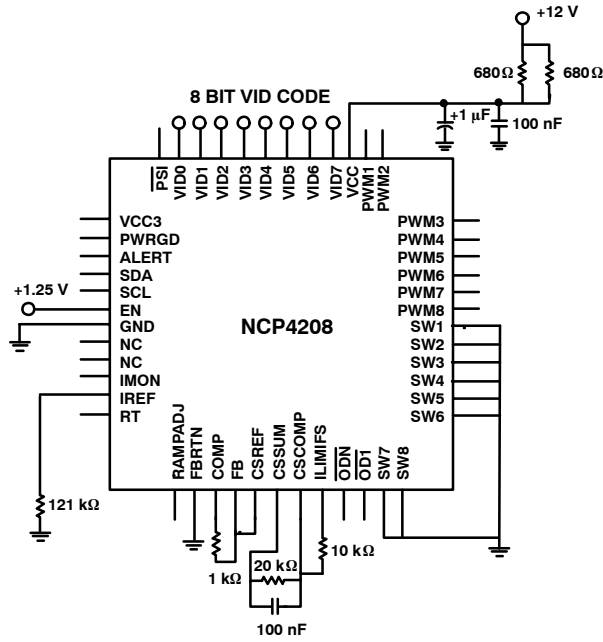 +12 V
680Ω
680Ω
8 BIT VID CODE
+1 µF
100 nF
PSI
VID0
VID1
VID2
VID3
VID4
VID5
VID6
VID7
VCC
PWM1
PWM2
VCC3
PWRGD
ALERT
SDA
SCL
+1.25 V
EN
GND
NC
NC
IMON
IREF
RT
NCP4208
PWM3
PWM4
PWM5
PWM6
PWM7
PWM8
SW1
SW2
SW3
SW4
SW5
SW6
RAMPADJ
FBRTN
COMP
FB
CSREF
CSSUM
CSCOMP
ILIMIFS
ODN
OD1
SW7
SW8
121 kΩ
1 kΩ
20 kΩ
10 kΩ
100 nF